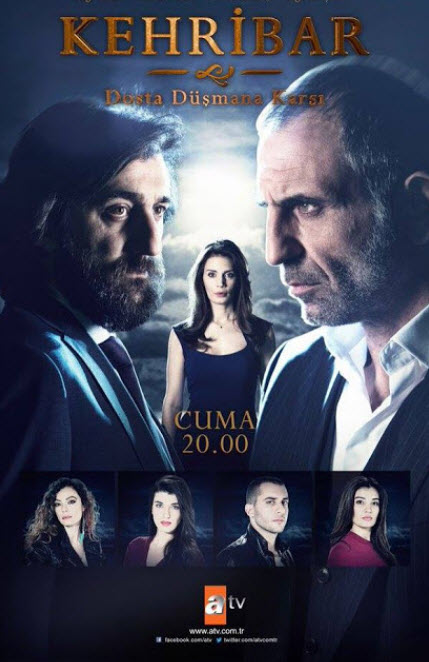 KEHRİBAR
Dosta Düşmana Karşı
CUMA
20.00
atv
www.atv.com.tr
facebook.com/atv twitter.com/atvcomtr